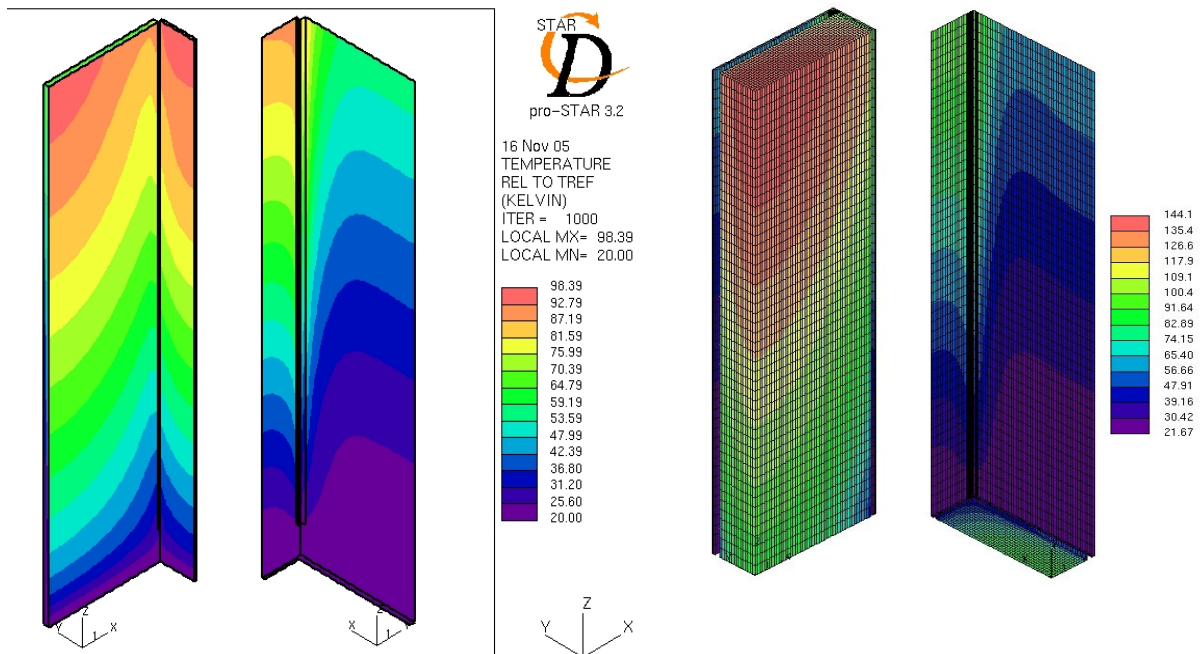 STAR
D
pro-STAR 3.2
16 Nov 05
TEMPERATURE
REL TO TREF
(KELVIN)
ITER = 1000
LOCAL MX= 98.39
LOCAL MN= 20.00
98.39
92.79
87.19
81.59
75.99
70.39
64.79
59.19
53.59
47.99
42.39
36.80
31.20
25.60
20.00
144.1
135.4
126.6
117.9
109.1
100.4
91.64
82.89
74.15
65.40
56.66
47.91
39.16
30.42
21.67
Z
Y
1
X
Z
X
1
Z
Y
X